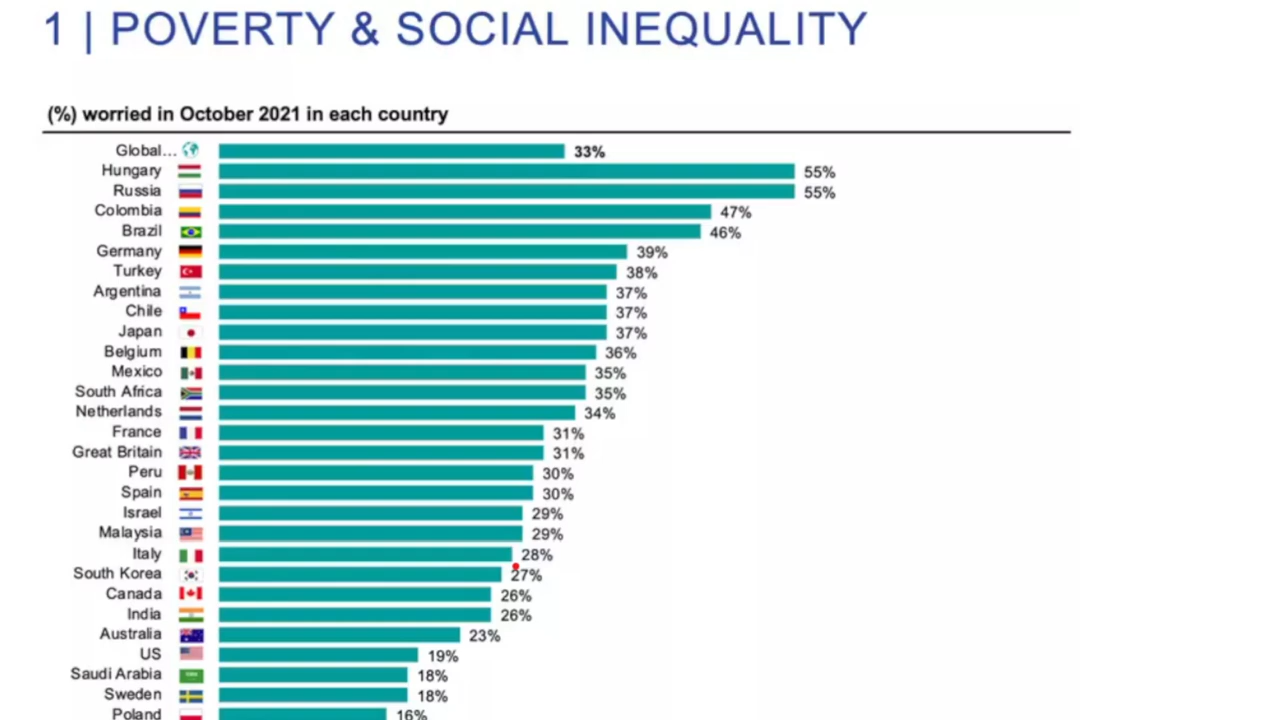 1 | POVERTY & SOCIAL INEQUALITY
(%) worried in October 2021 in each country
Global... 33%
Hungary 55%
Russia 55%
Colombia 47%
Brazil 46%
Germany 39%
Turkey 38%
Argentina 37%
Chile 37%
Japan 37%
Belgium 36%
Mexico 35%
South Africa 35%
Netherlands 34%
France 31%
Great Britain 31%
Peru 30%
Spain 30%
Israel 29%
Malaysia 29%
Italy 28%
South Korea 27%
Canada 26%
India 26%
Australia 23%
US 19%
Saudi Arabia 18%
Sweden 18%
Poland 16%